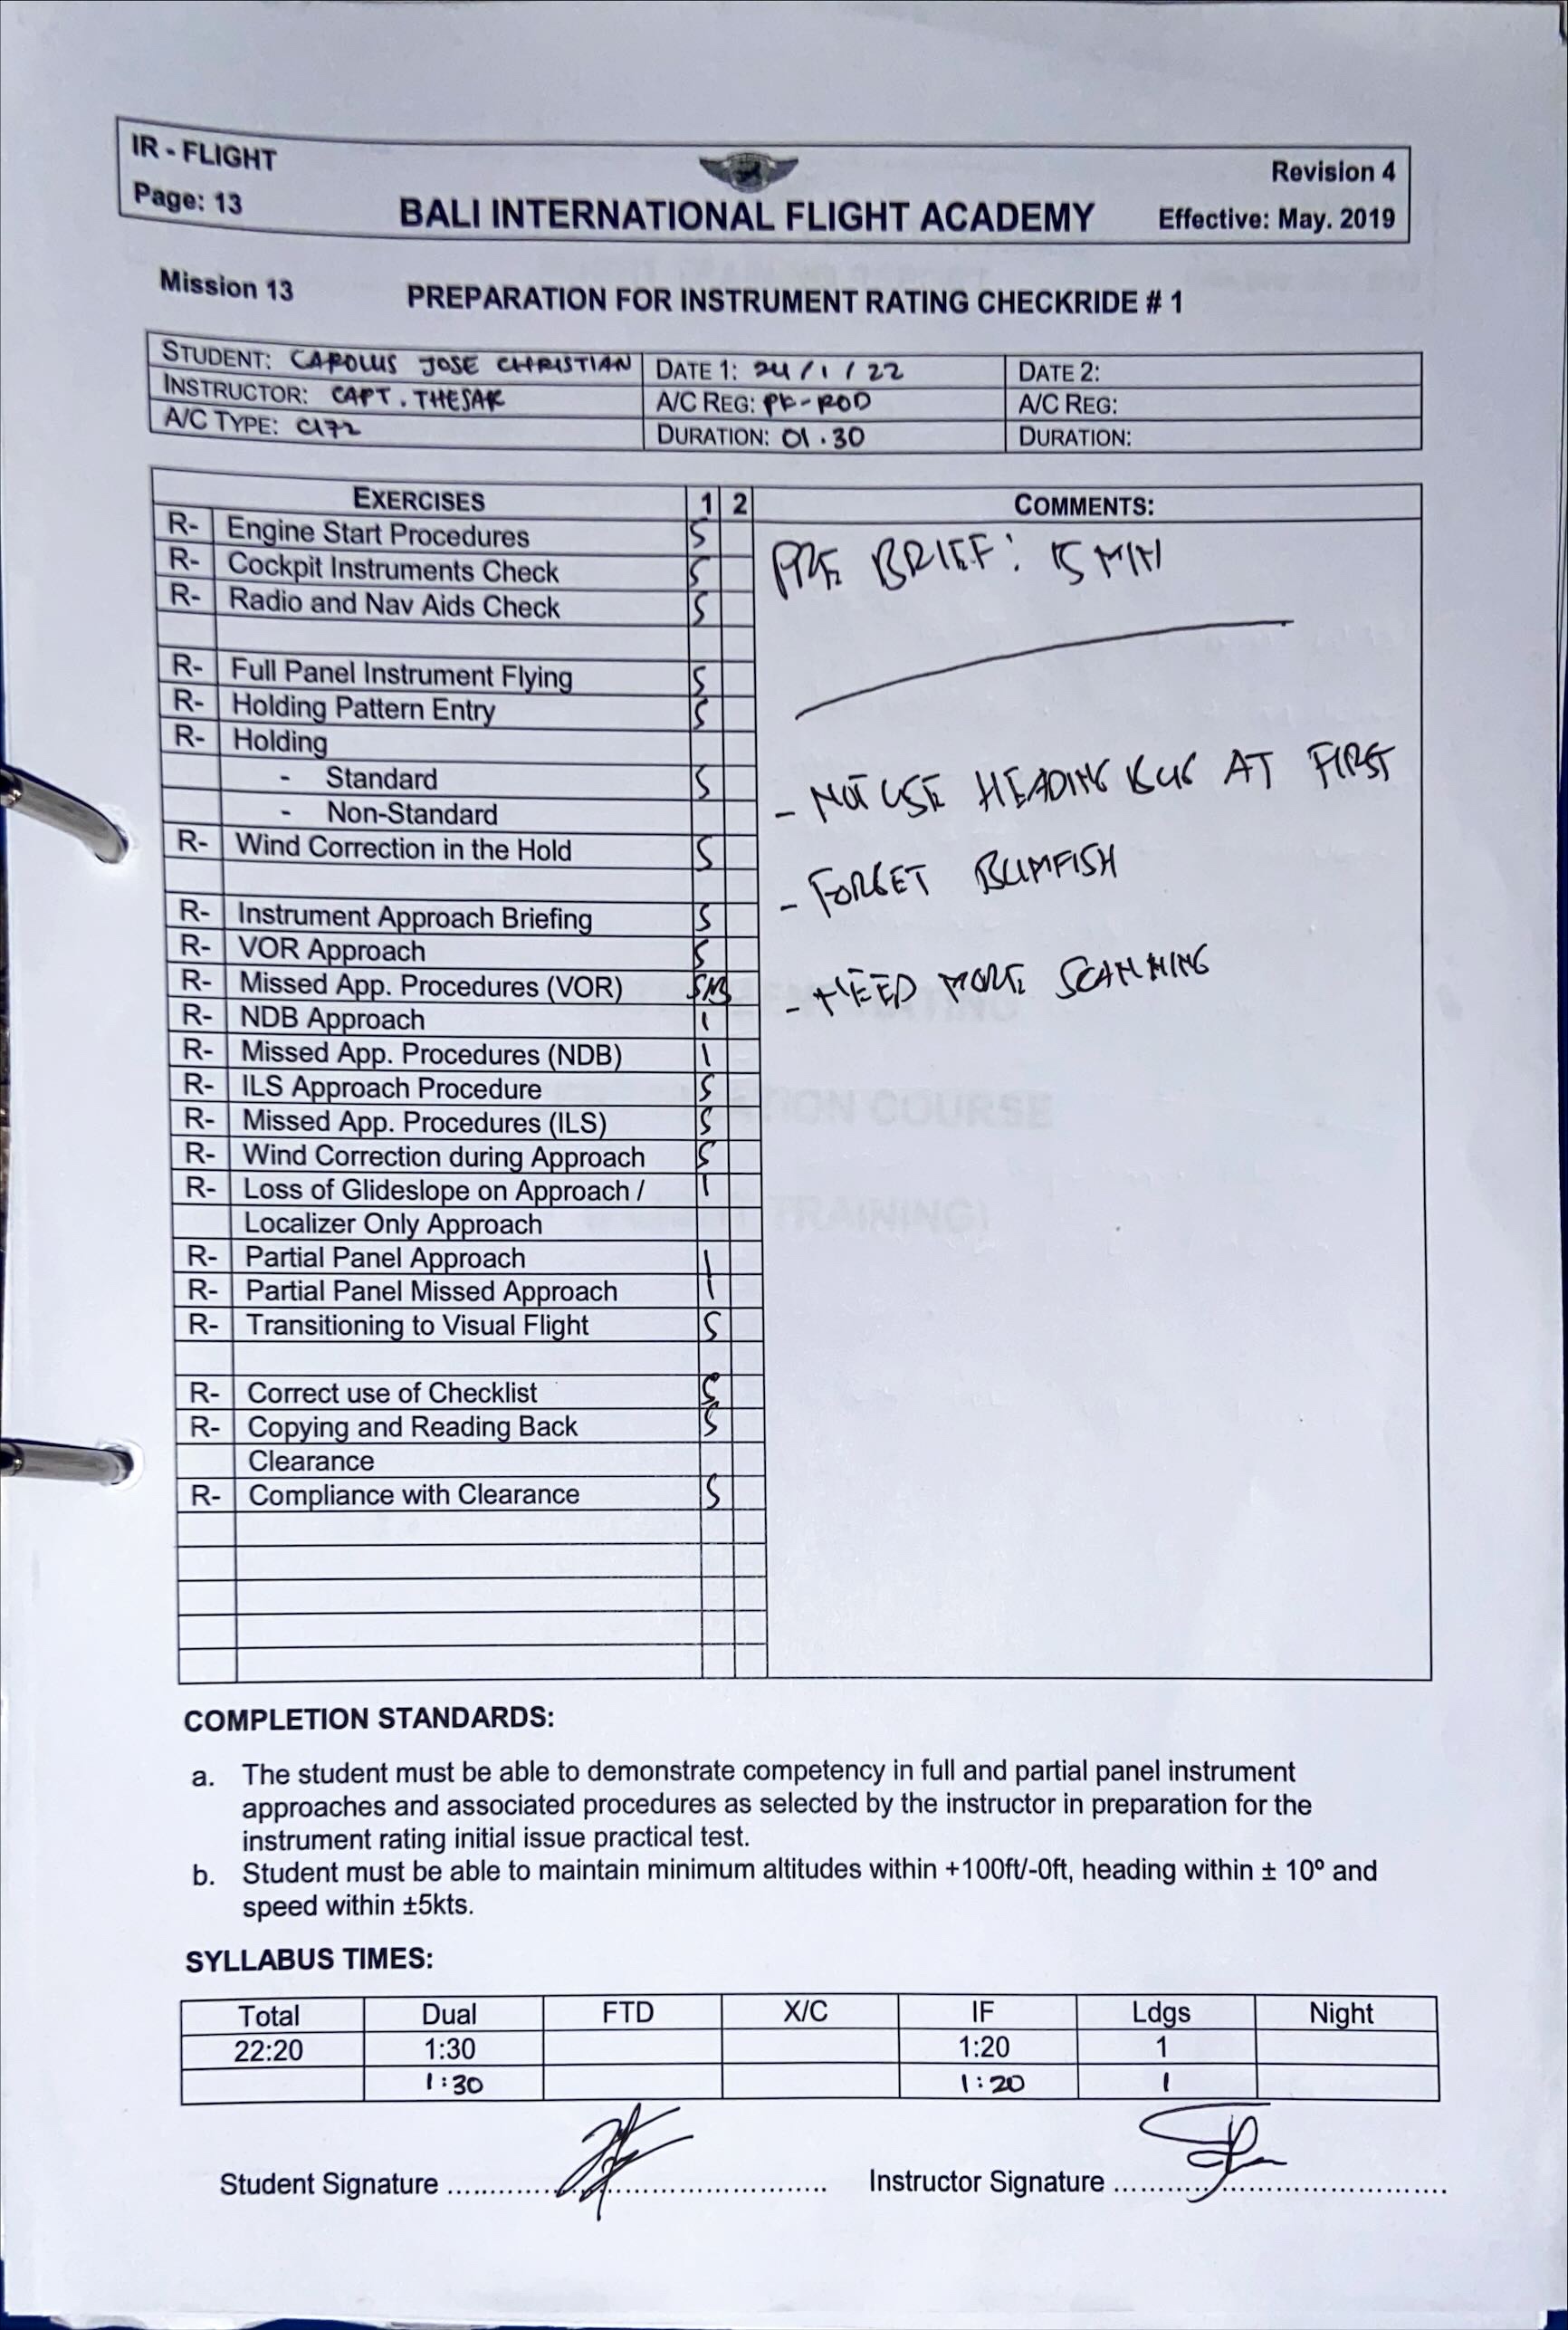 IR - FLIGHT
Page: 13
BALI INTERNATIONAL FLIGHT ACADEMY
Revision 4
Effective: May. 2019
Mission 13
PREPARATION FOR INSTRUMENT RATING CHECKRIDE # 1
STUDENT: CAROLUS JOSE CHRISTIAN DATE 1: 24/1/22 DATE 2:
INSTRUCTOR: CAPT. THESAR A/C REG: PK-ROD A/C REG:
A/C TYPE: C172 DURATION: 01.30 DURATION:
EXERCISES 1 2
R- Engine Start Procedures S
R- Cockpit Instruments Check S
R- Radio and Nav Aids Check S
R- Full Panel Instrument Flying S
R- Holding Pattern Entry S
R- Holding
- Standard S
- Non-Standard
R- Wind Correction in the Hold S
R- Instrument Approach Briefing S
R- VOR Approach S
R- Missed App. Procedures (VOR)
R- NDB Approach \
R- Missed App. Procedures (NDB) \
R- ILS Approach Procedure S
R- Missed App. Procedures (ILS) S
R- Wind Correction during Approach S
R- Loss of Glideslope on Approach / \
Localizer Only Approach
R- Partial Panel Approach \
R- Partial Panel Missed Approach \
R- Transitioning to Visual Flight S
R- Correct use of Checklist S
R- Copying and Reading Back S
Clearance
R- Compliance with Clearance S
COMMENTS:
PRE BRIEF: 15 MIN
- NOT USE HEADING BUG AT FIRST
- FORGET BUMFISH
- NEED MORE SCANNING
COMPLETION STANDARDS:
a. The student must be able to demonstrate competency in full and partial panel instrument
approaches and associated procedures as selected by the instructor in preparation for the
instrument rating initial issue practical test.
b. Student must be able to maintain minimum altitudes within +100ft/-0ft, heading within ± 10º and
speed within ±5kts.
SYLLABUS TIMES:
Total Dual FTD X/C IF Ldgs Night
22:20 1:30 1:20 1
1:30 1:20 1
Student Signature .................... Instructor Signature ....................